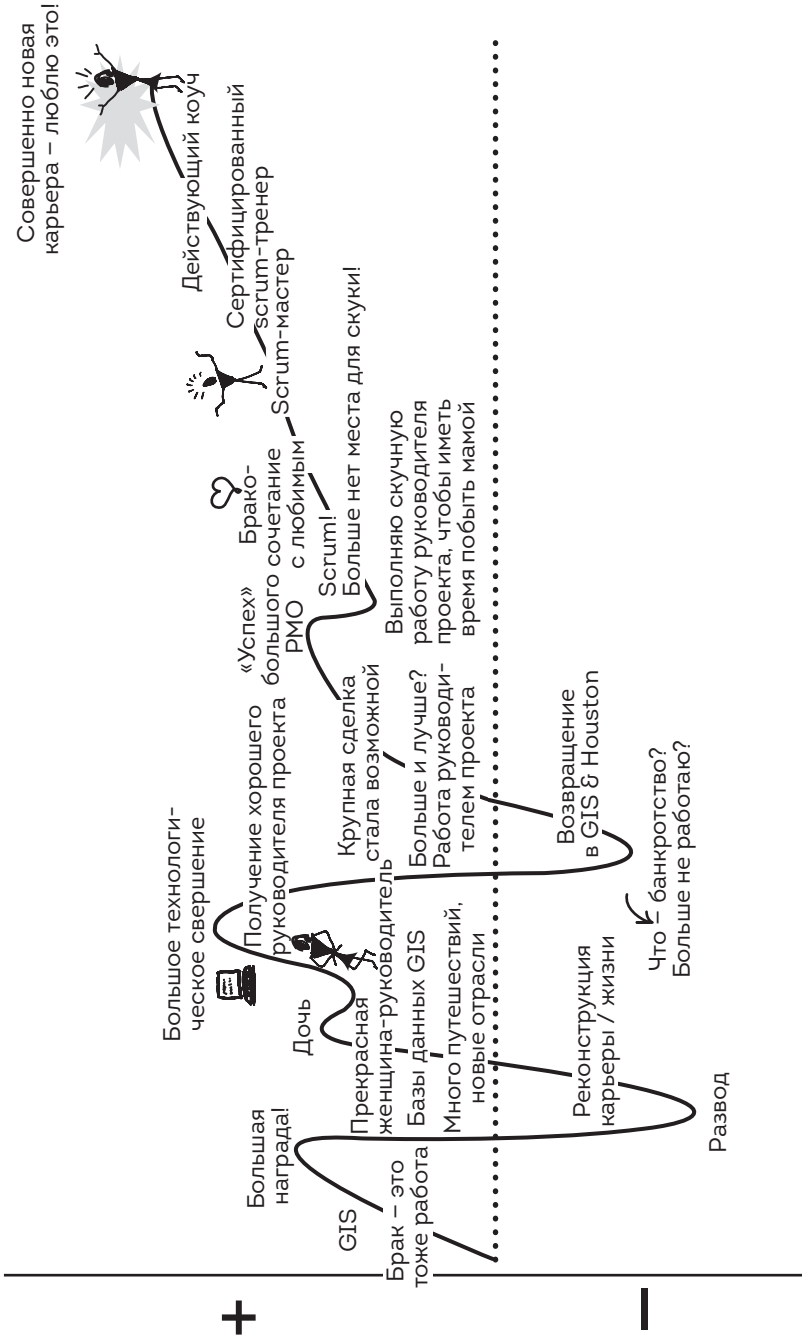 Брак – это
тоже работа
GIS
Большая
награда!
Развод
Реконструкция
карьеры / жизни
Много путешествий,
новые отрасли
Базы данных GIS
Прекрасная
женщина-руководитель
Дочь
Большое технологи-
ческое свершение
Получение хорошего
руководителя проекта
Что – банкротство?
Больше не работаю?
Возвращение
в GIS & Houston
Больше и лучше?
Работа руководи-
телем проекта
Крупная сделка
стала возможной
«Успех»
большого
PMO
Выполняю скучную
работу руководителя
проекта, чтобы иметь
время побыть мамой
Scrum!
Больше нет места для скуки!
Брако-
сочетание
с любимым
Scrum-мастер
Сертифицированный
scrum-тренер
Действующий коуч
Совершенно новая
карьера – люблю это!
+
–